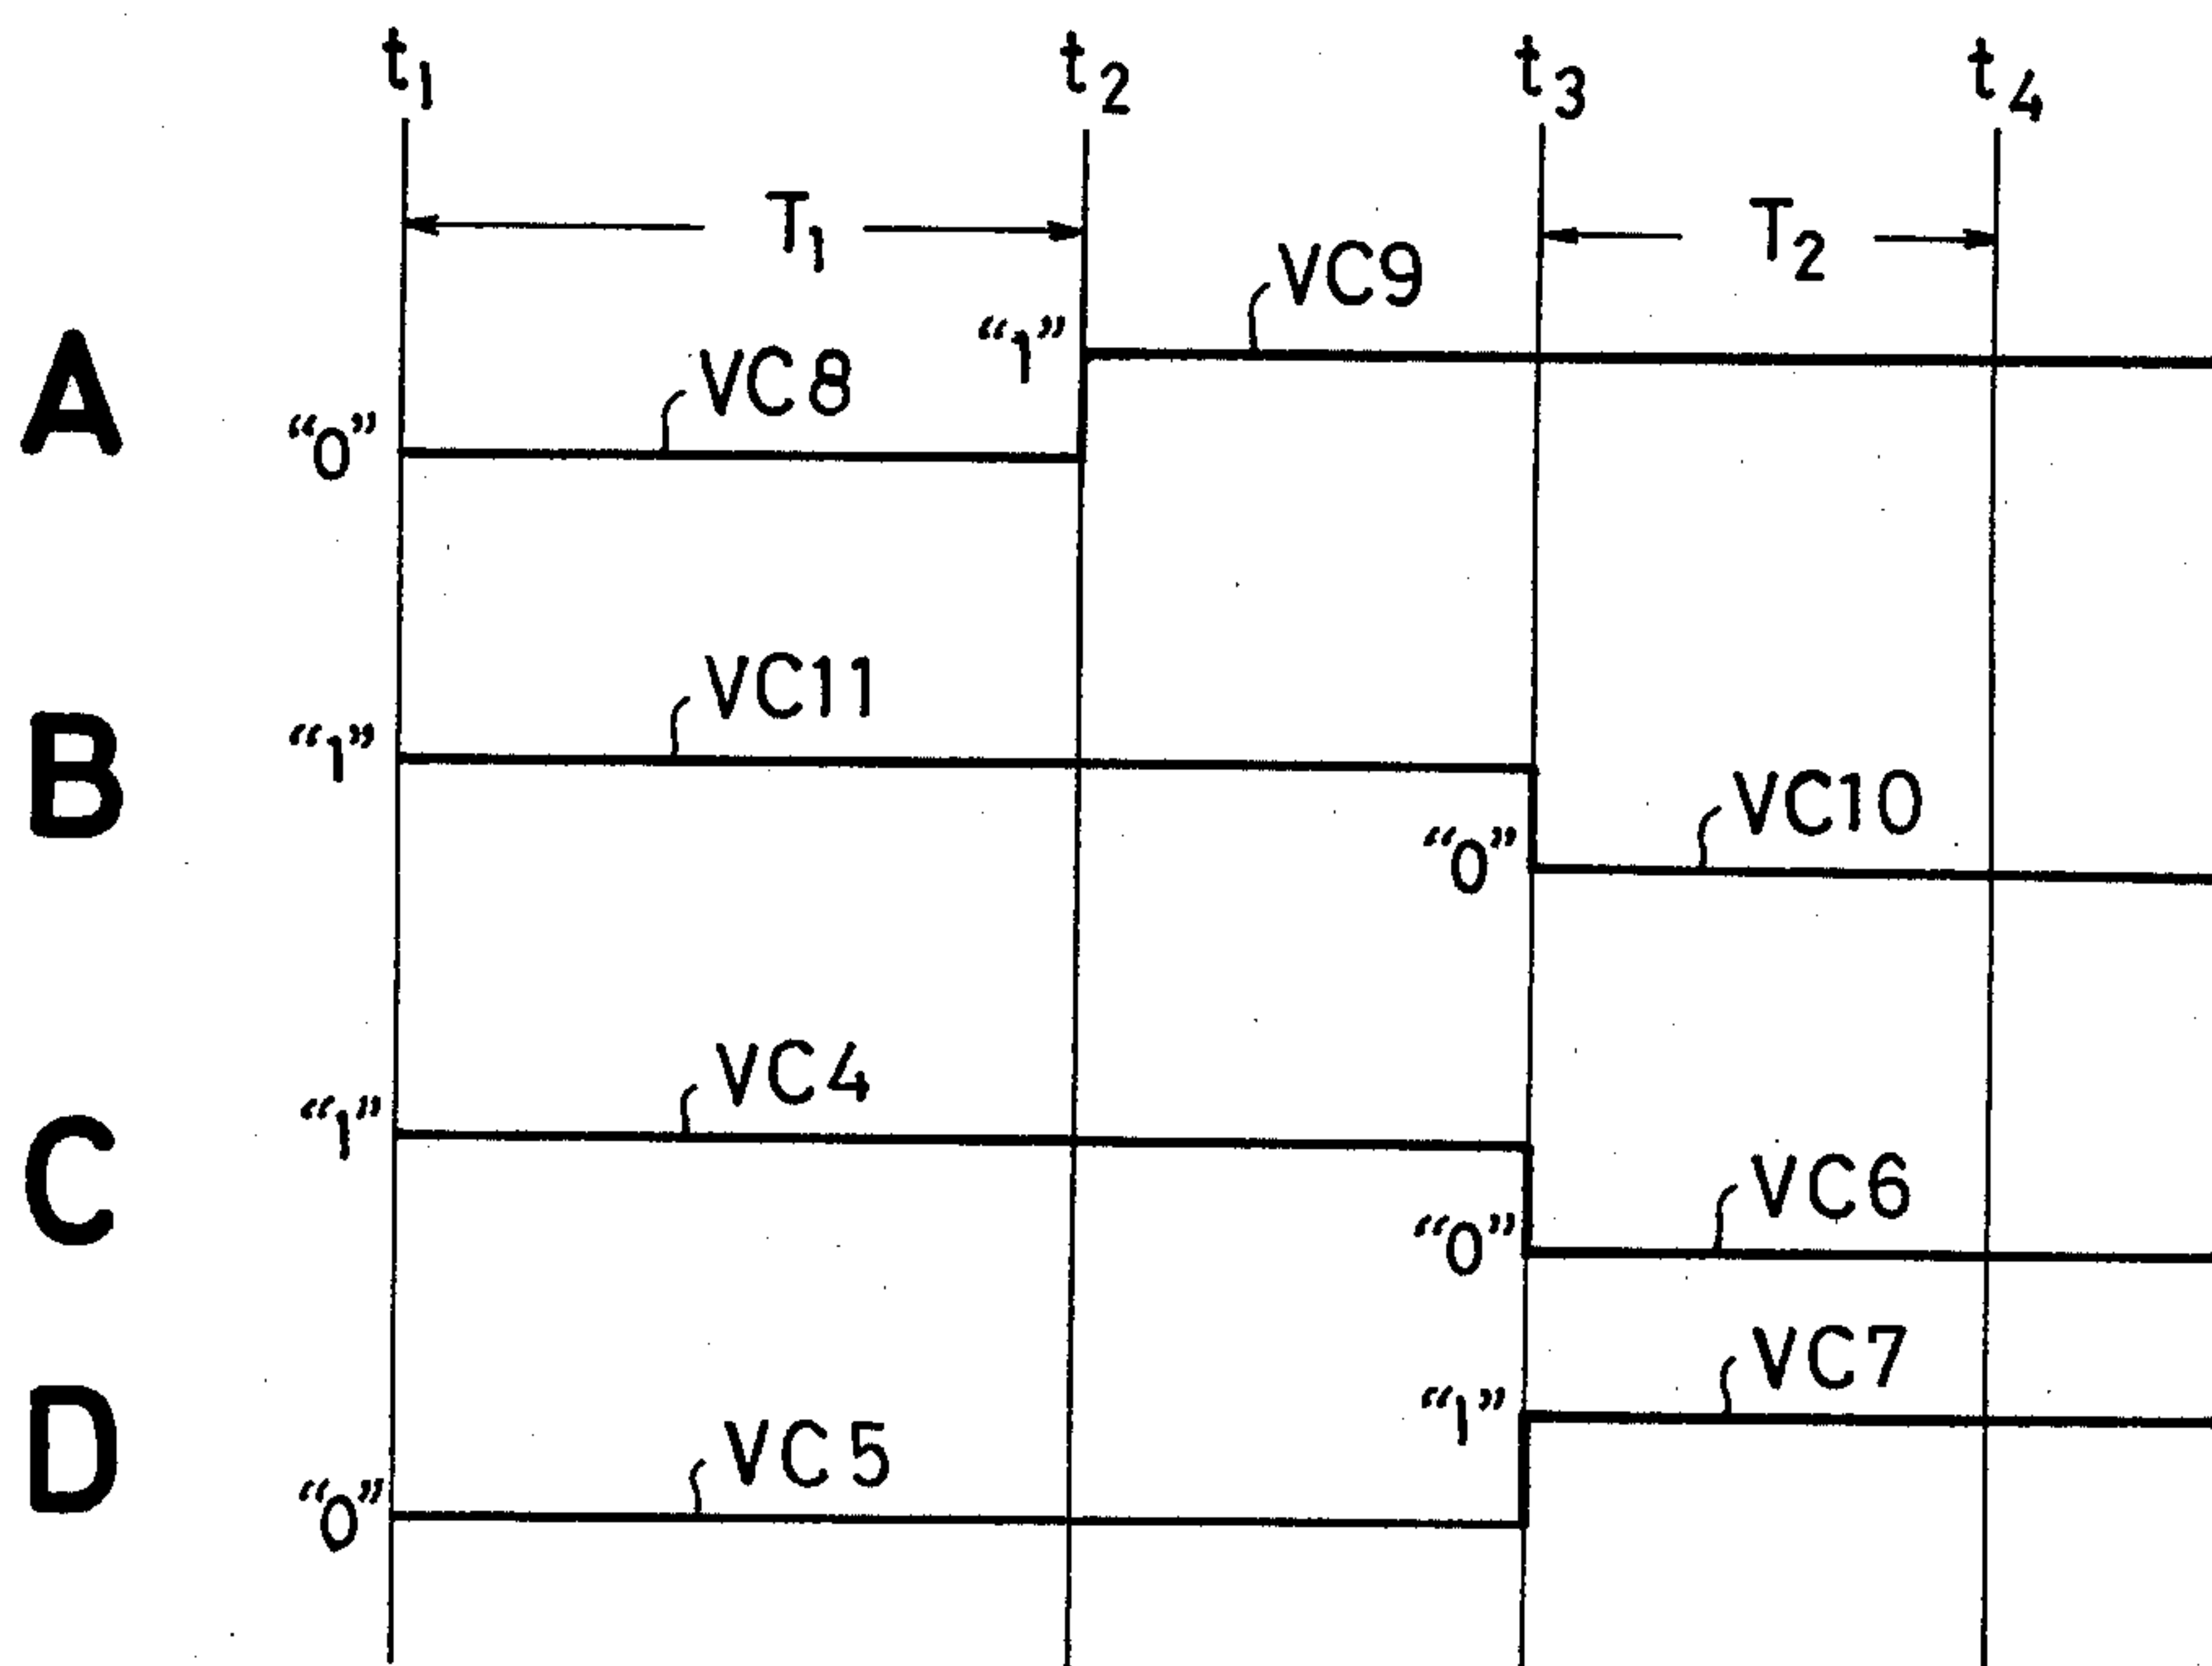 t1 t2 t3 t4
T1 T2
VC9
A "0" VC8 "1"
VC11
B "1"
"0" VC10
VC4
C "1"
"0" VC6
"1" VC7
D "0" VC5